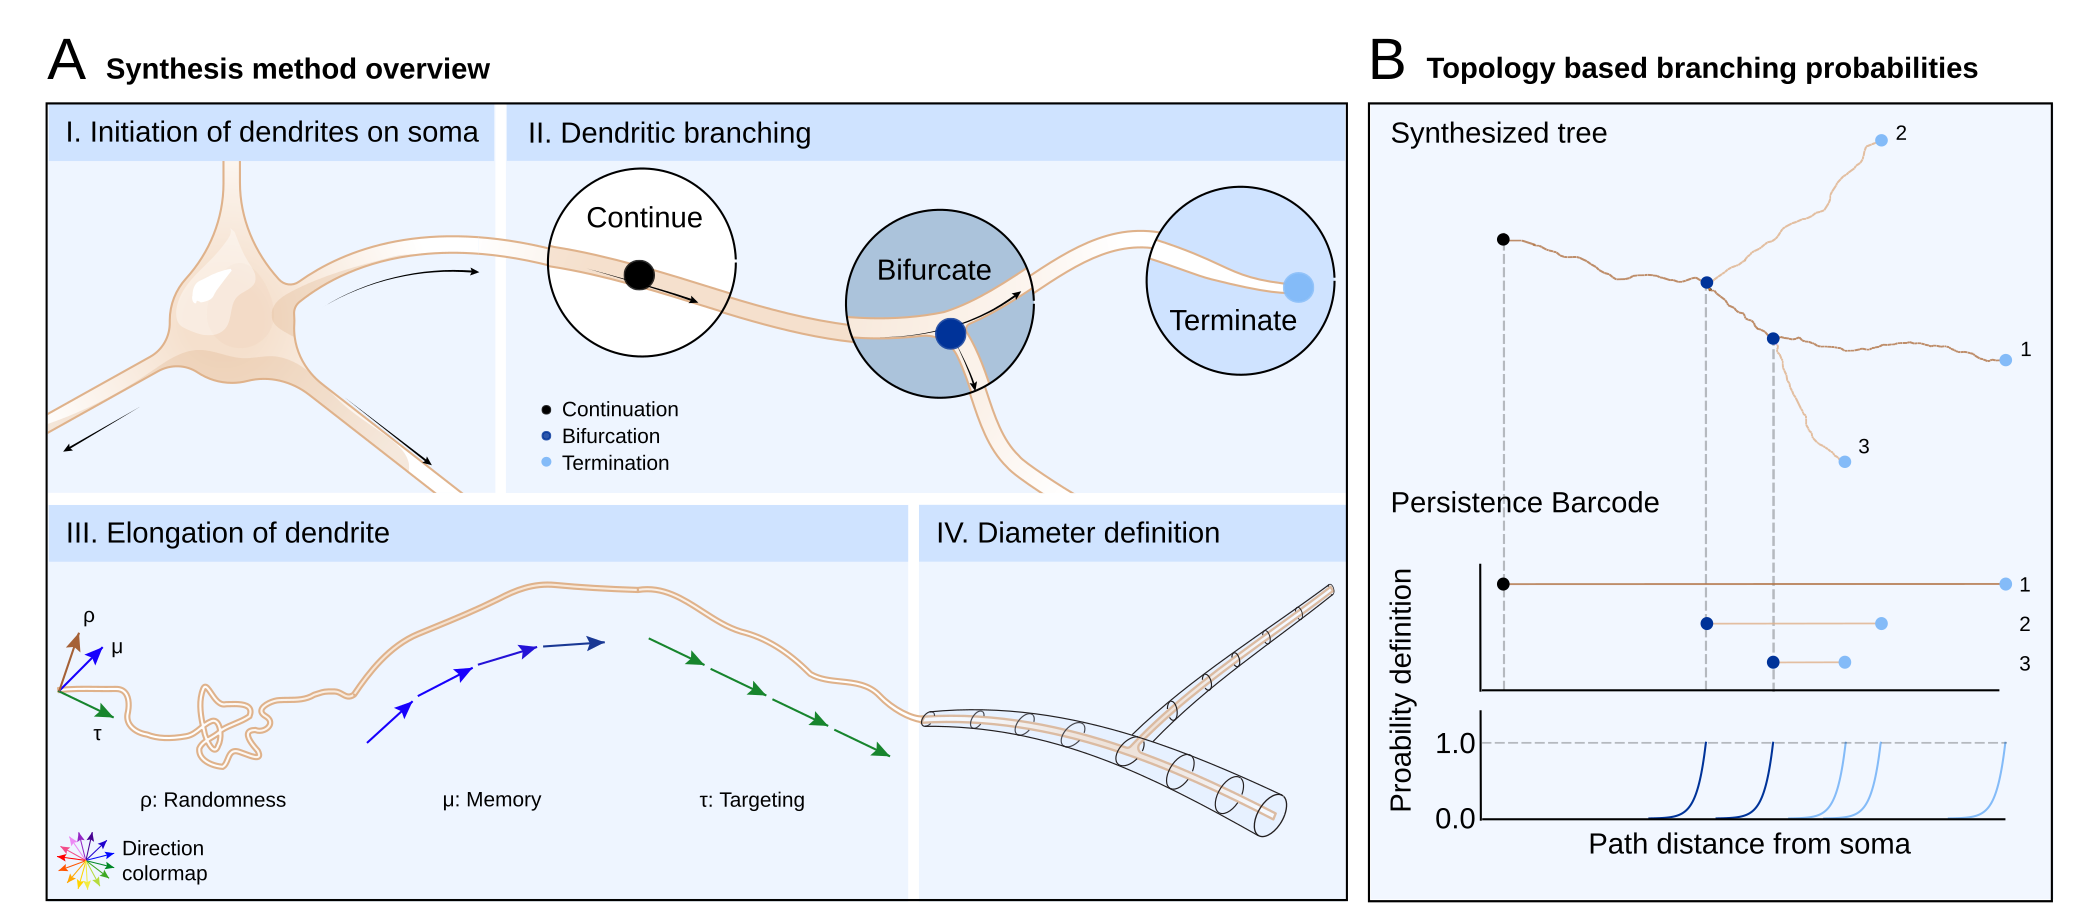 A Synthesis method overview
I. Initiation of dendrites on soma
II. Dendritic branching
Continue
Bifurcate
Terminate
Continuation
Bifurcation
Termination
III. Elongation of dendrite
ρ
μ
τ
ρ: Randomness
μ: Memory
τ: Targeting
Direction
colormap
IV. Diameter definition
B Topology based branching probabilities
Synthesized tree
2
1
3
Persistence Barcode
Proability definition
1
2
3
1.0
0.0
Path distance from soma